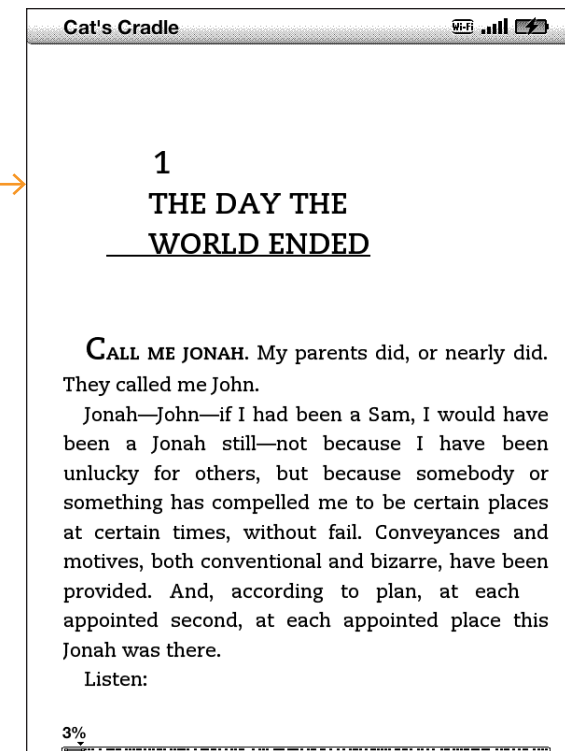 Cat's Cradle
Wi-Fi
1
THE DAY THE
WORLD ENDED
CALL ME JONAH. My parents did, or nearly did.
They called me John.
Jonah—John—if I had been a Sam, I would have
been a Jonah still—not because I have been
unlucky for others, but because somebody or
something has compelled me to be certain places
at certain times, without fail. Conveyances and
motives, both conventional and bizarre, have been
provided. And, according to plan, at each
appointed second, at each appointed place this
Jonah was there.
Listen:
3%